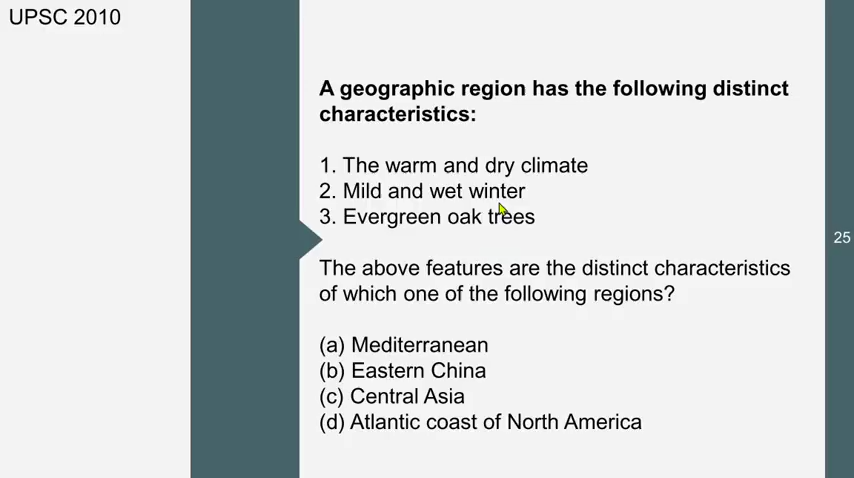 UPSC 2010
A geographic region has the following distinct
characteristics:
1. The warm and dry climate
2. Mild and wet winter
3. Evergreen oak trees
25
The above features are the distinct characteristics
of which one of the following regions?
(a) Mediterranean
(b) Eastern China
(c) Central Asia
(d) Atlantic coast of North America